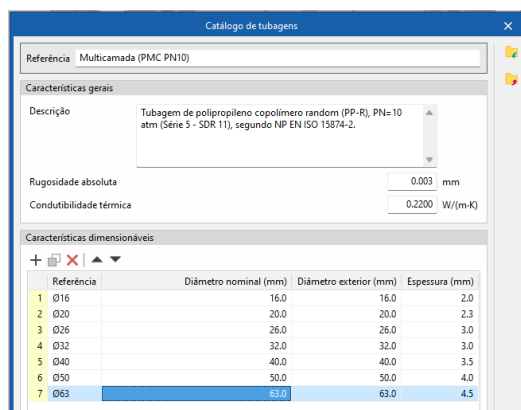 Catálogo de tubagens
Referência Multicamada (PMC PN10)
Características gerais
Descrição Tubagem de polipropileno copolímero random (PP-R), PN=10
atm (Série 5 - SDR 11), segundo NP EN ISO 15874-2.
Rugosidade absoluta 0.003 mm
Condutibilidade térmica 0.2200 W/(m·K)
Características dimensionáveis
Referência Diâmetro nominal (mm) Diâmetro exterior (mm) Espessura (mm)
1 Ø16 16.0 16.0 2.0
2 Ø20 20.0 20.0 2.3
3 Ø26 26.0 26.0 3.0
4 Ø32 32.0 32.0 3.0
5 Ø40 40.0 40.0 3.5
6 Ø50 50.0 50.0 4.0
7 Ø63 63.0 63.0 4.5